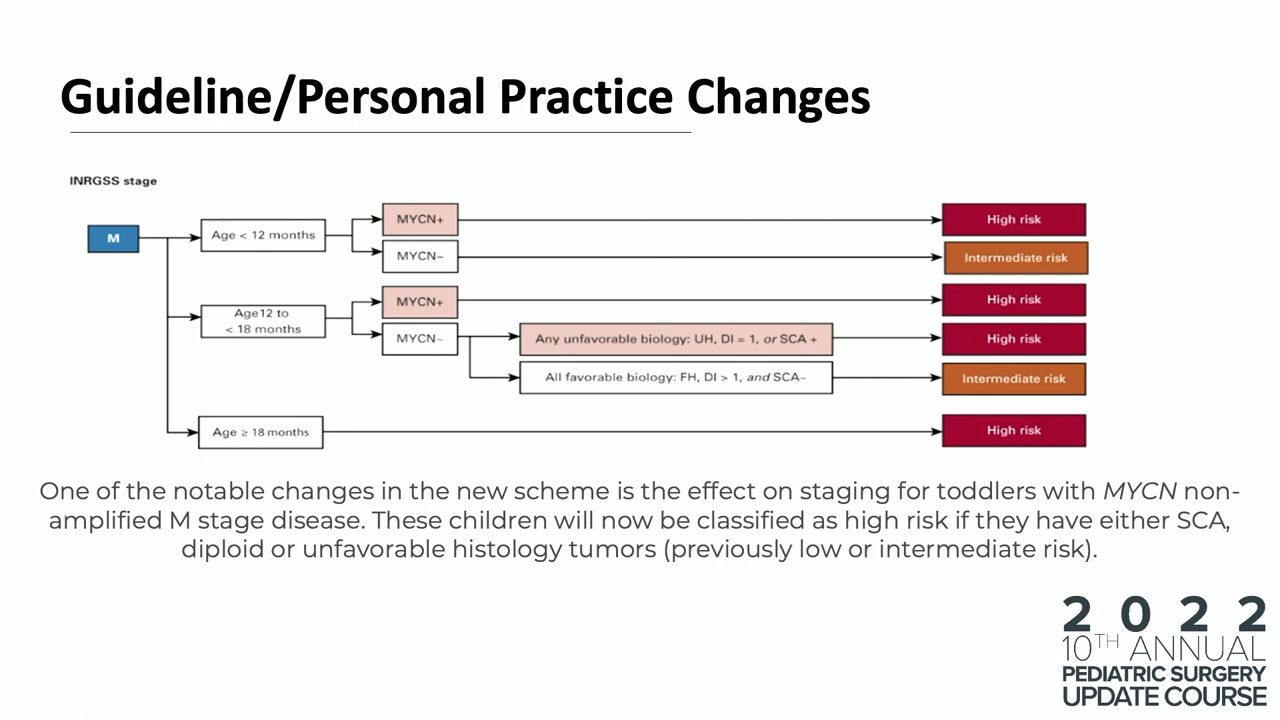 Guideline/Personal Practice Changes
INRGSS stage
M
Age < 12 months
MYCN+
High risk
MYCN–
Intermediate risk
Age12 to
< 18 months
MYCN+
High risk
MYCN–
Any unfavorable biology: UH, DI = 1, or SCA +
High risk
All favorable biology: FH, DI > 1, and SCA–
Intermediate risk
Age ≥ 18 months
High risk
One of the notable changes in the new scheme is the effect on staging for toddlers with MYCN non-
amplified M stage disease. These children will now be classified as high risk if they have either SCA,
diploid or unfavorable histology tumors (previously low or intermediate risk).
2022
10TH ANNUAL
PEDIATRIC SURGERY
UPDATE COURSE